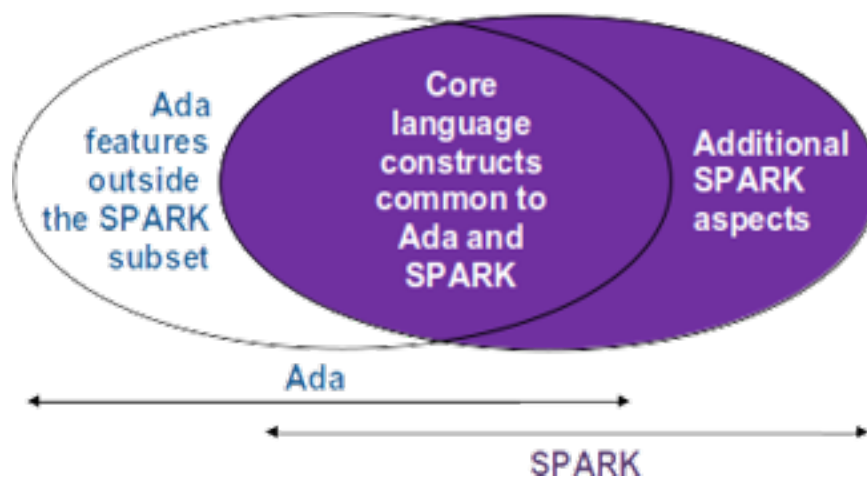 Ada
features
outside
the SPARK
subset
Core
language
constructs
common to
Ada and
SPARK
Additional
SPARK
aspects
Ada
SPARK